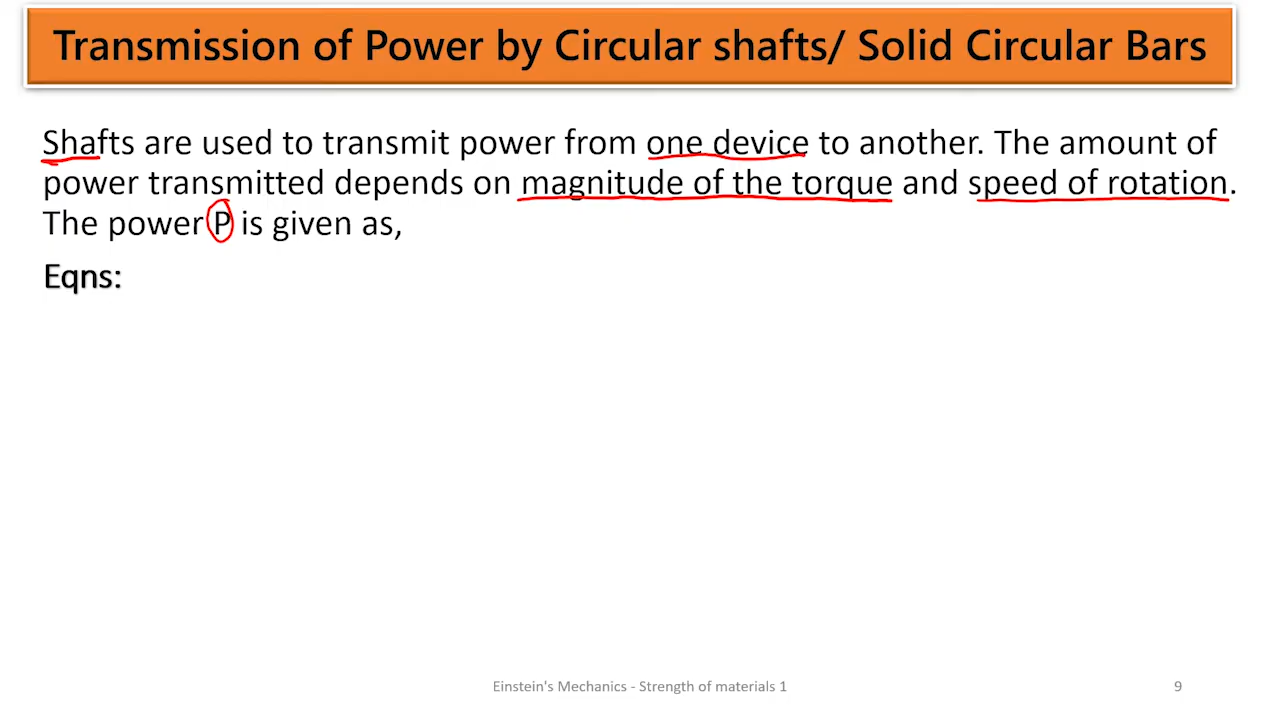 Transmission of Power by Circular shafts/ Solid Circular Bars
Shafts are used to transmit power from one device to another. The amount of
power transmitted depends on magnitude of the torque and speed of rotation.
The power P is given as,
Eqns:
Einstein's Mechanics - Strength of materials 1
9